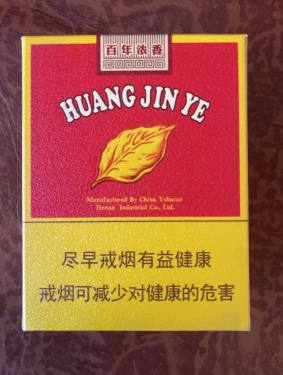 百年浓香
HUANG JIN YE
Manufactured By China Tobacco
Henan Industrial Co., Ltd.
尽早戒烟有益健康
戒烟可减少对健康的危害